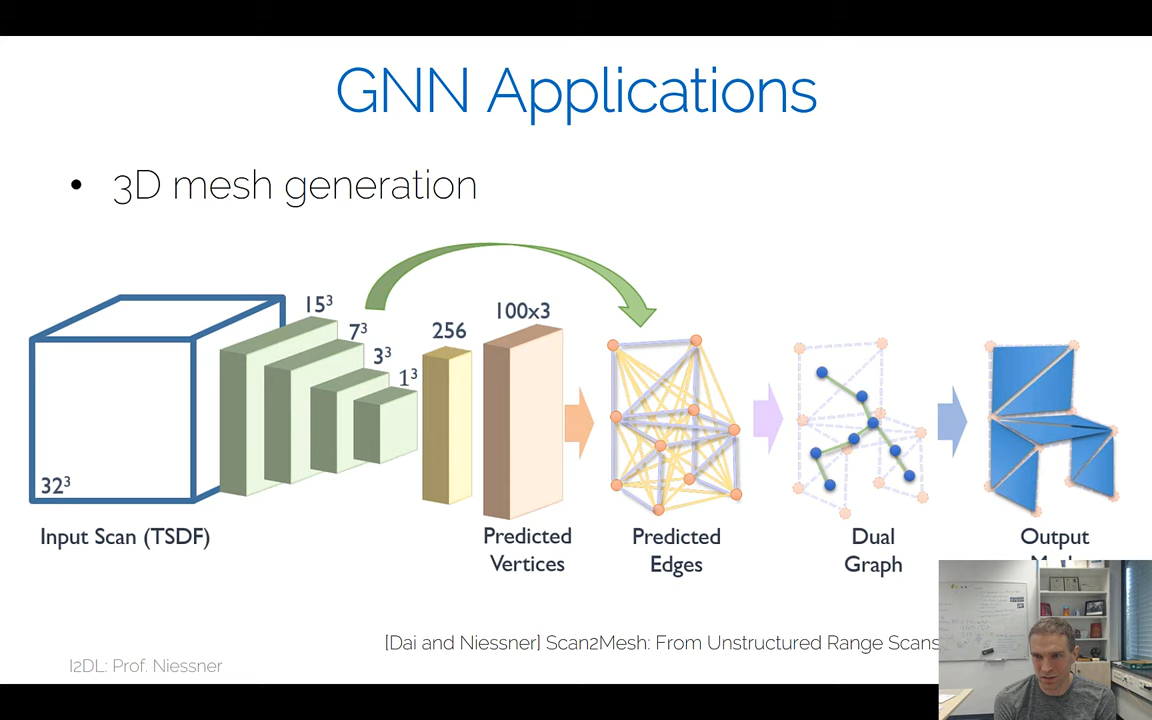 GNN Applications
• 3D mesh generation
15³
7³
3³
1³
256
100x3
32³
Input Scan (TSDF)
Predicted
Vertices
Predicted
Edges
Dual
Graph
Output
[Dai and Niessner] Scan2Mesh: From Unstructured Range Scans
I2DL: Prof. Niessner